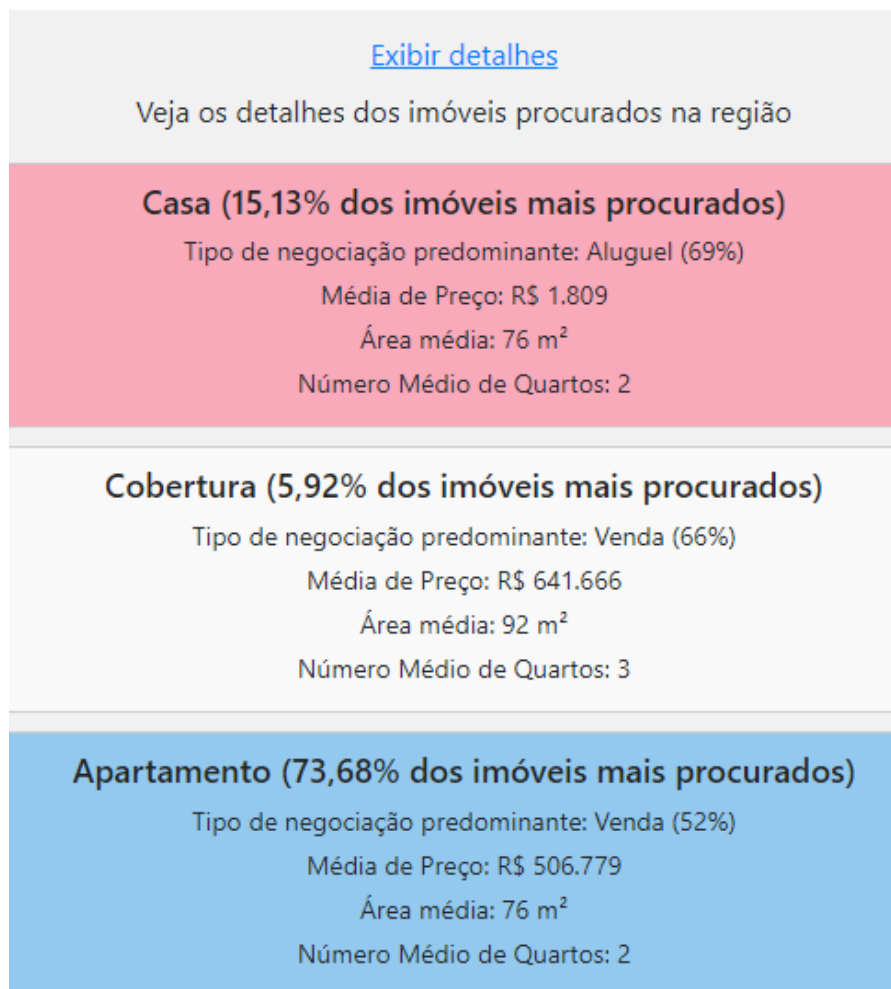 Exibir detalhes
Veja os detalhes dos imóveis procurados na região
Casa (15,13% dos imóveis mais procurados)
Tipo de negociação predominante: Aluguel (69%)
Média de Preço: R$ 1.809
Área média: 76 m²
Número Médio de Quartos: 2
Cobertura (5,92% dos imóveis mais procurados)
Tipo de negociação predominante: Venda (66%)
Média de Preço: R$ 641.666
Área média: 92 m²
Número Médio de Quartos: 3
Apartamento (73,68% dos imóveis mais procurados)
Tipo de negociação predominante: Venda (52%)
Média de Preço: R$ 506.779
Área média: 76 m²
Número Médio de Quartos: 2